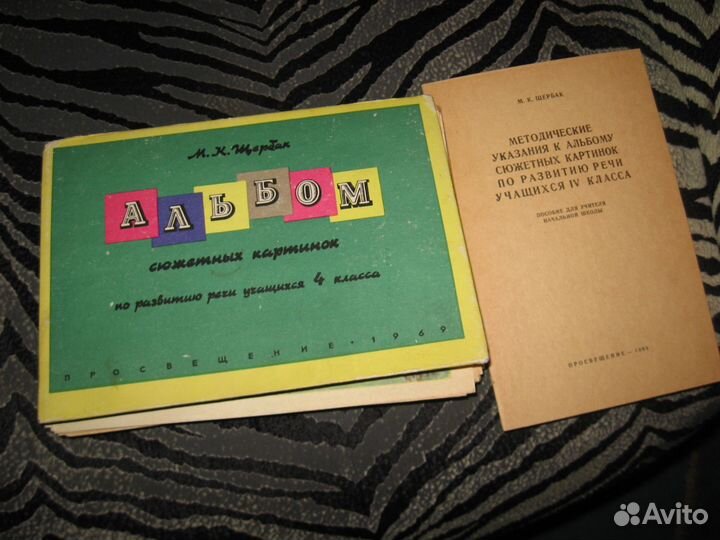 М. К. Щербак
АЛЬБОМ
сюжетных картинок
по развитию речи учащихся 4 класса
ПРОСВЕЩЕНИЕ • 1969
М. К. ЩЕРБАК
МЕТОДИЧЕСКИЕ
УКАЗАНИЯ К АЛЬБОМУ
СЮЖЕТНЫХ КАРТИНОК
ПО РАЗВИТИЮ РЕЧИ
УЧАЩИХСЯ IV КЛАССА
ПОСОБИЕ ДЛЯ УЧИТЕЛЯ
НАЧАЛЬНОЙ ШКОЛЫ
ПРОСВЕЩЕНИЕ —
Avito